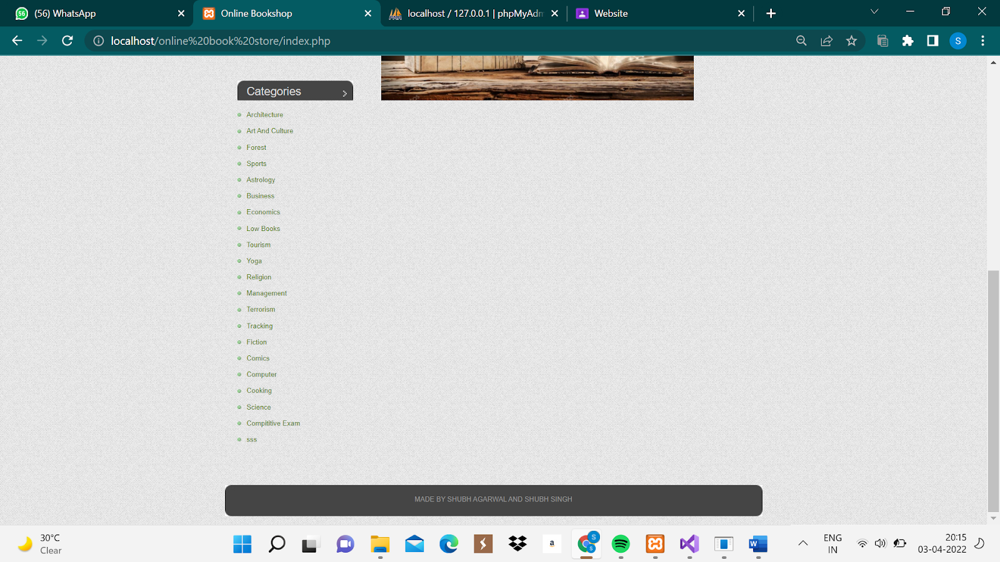 56 (56) WhatsApp
Online Bookshop
localhost / 127.0.0.1 | phpMyAdm
Website
localhost/online%20book%20store/index.php
S
Categories
Architecture
Art And Culture
Forest
Sports
Astrology
Business
Economics
Low Books
Tourism
Yoga
Religion
Management
Terrorism
Tracking
Fiction
Comics
Computer
Cooking
Science
Compititive Exam
sss
MADE BY SHUBH AGARWAL AND SHUBH SINGH
30°C
Clear
a
S
S
W
ENG
IN
20:15
03-04-2022